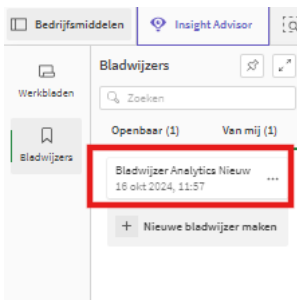 Bedrijfsmiddelen
Insight Advisor
Bladwijzers
Werkbladen
Zoeken
Openbaar (1)
Van mij (1)
Bladwijzers
Bladwijzer Analytics Nieuw
16 okt 2024, 11:57
...
+ Nieuwe bladwijzer maken